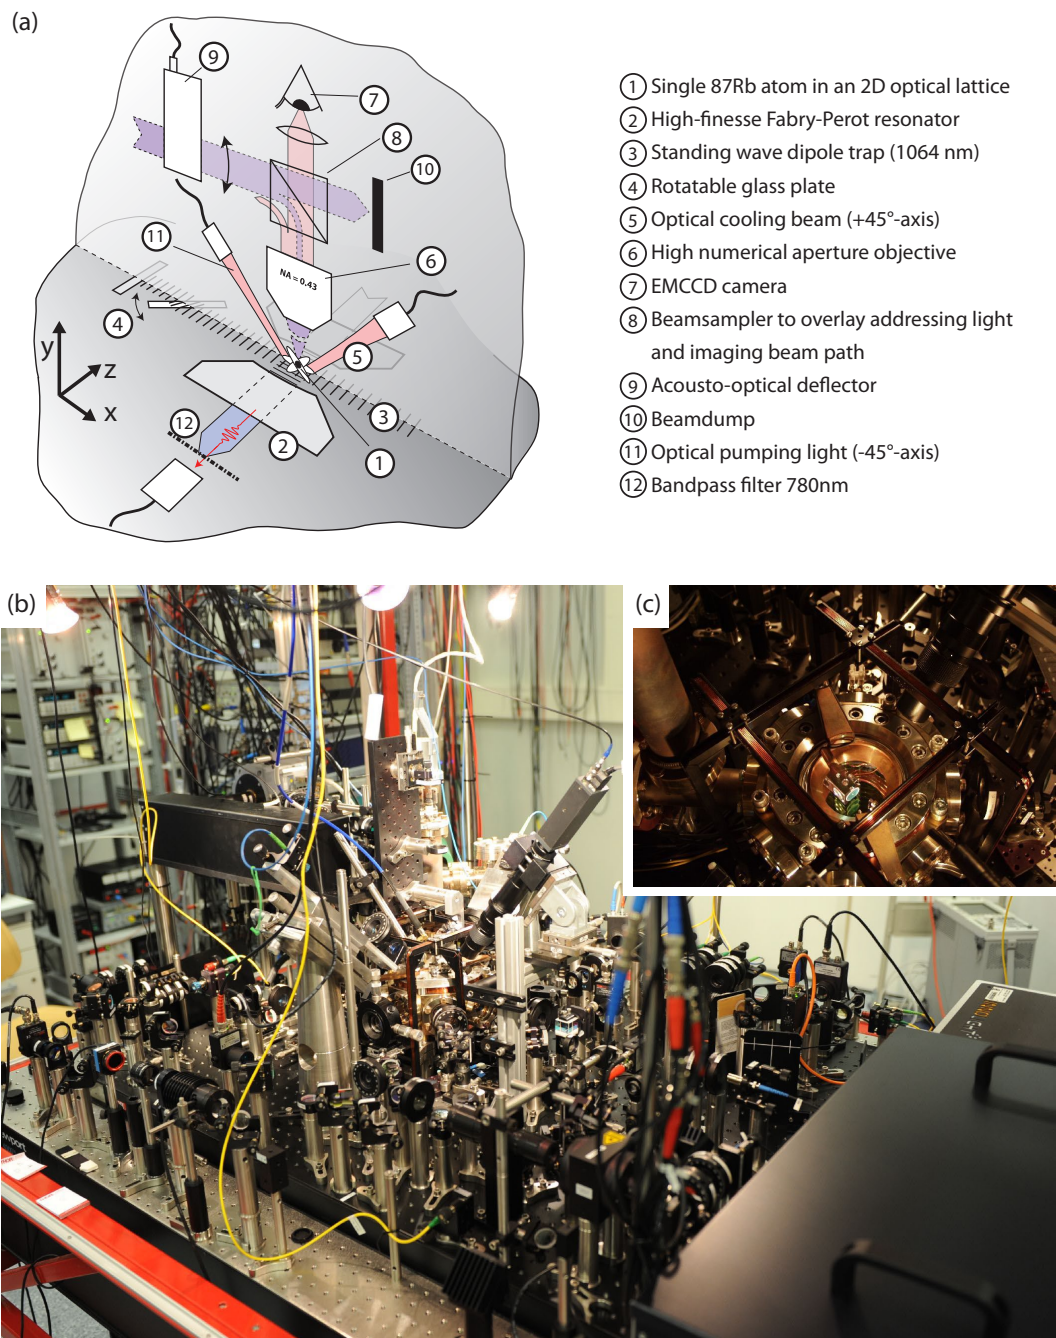 (a)
9
7
8
10
11
6
NA = 0.43
4
5
y
z
x
3
12
2
1
1 Single 87Rb atom in an 2D optical lattice
2 High-finesse Fabry-Perot resonator
3 Standing wave dipole trap (1064 nm)
4 Rotatable glass plate
5 Optical cooling beam (+45°-axis)
6 High numerical aperture objective
7 EMCCD camera
8 Beamsampler to overlay addressing light
and imaging beam path
9 Acousto-optical deflector
10 Beamdump
11 Optical pumping light (-45°-axis)
12 Bandpass filter 780nm
(b)
(c)